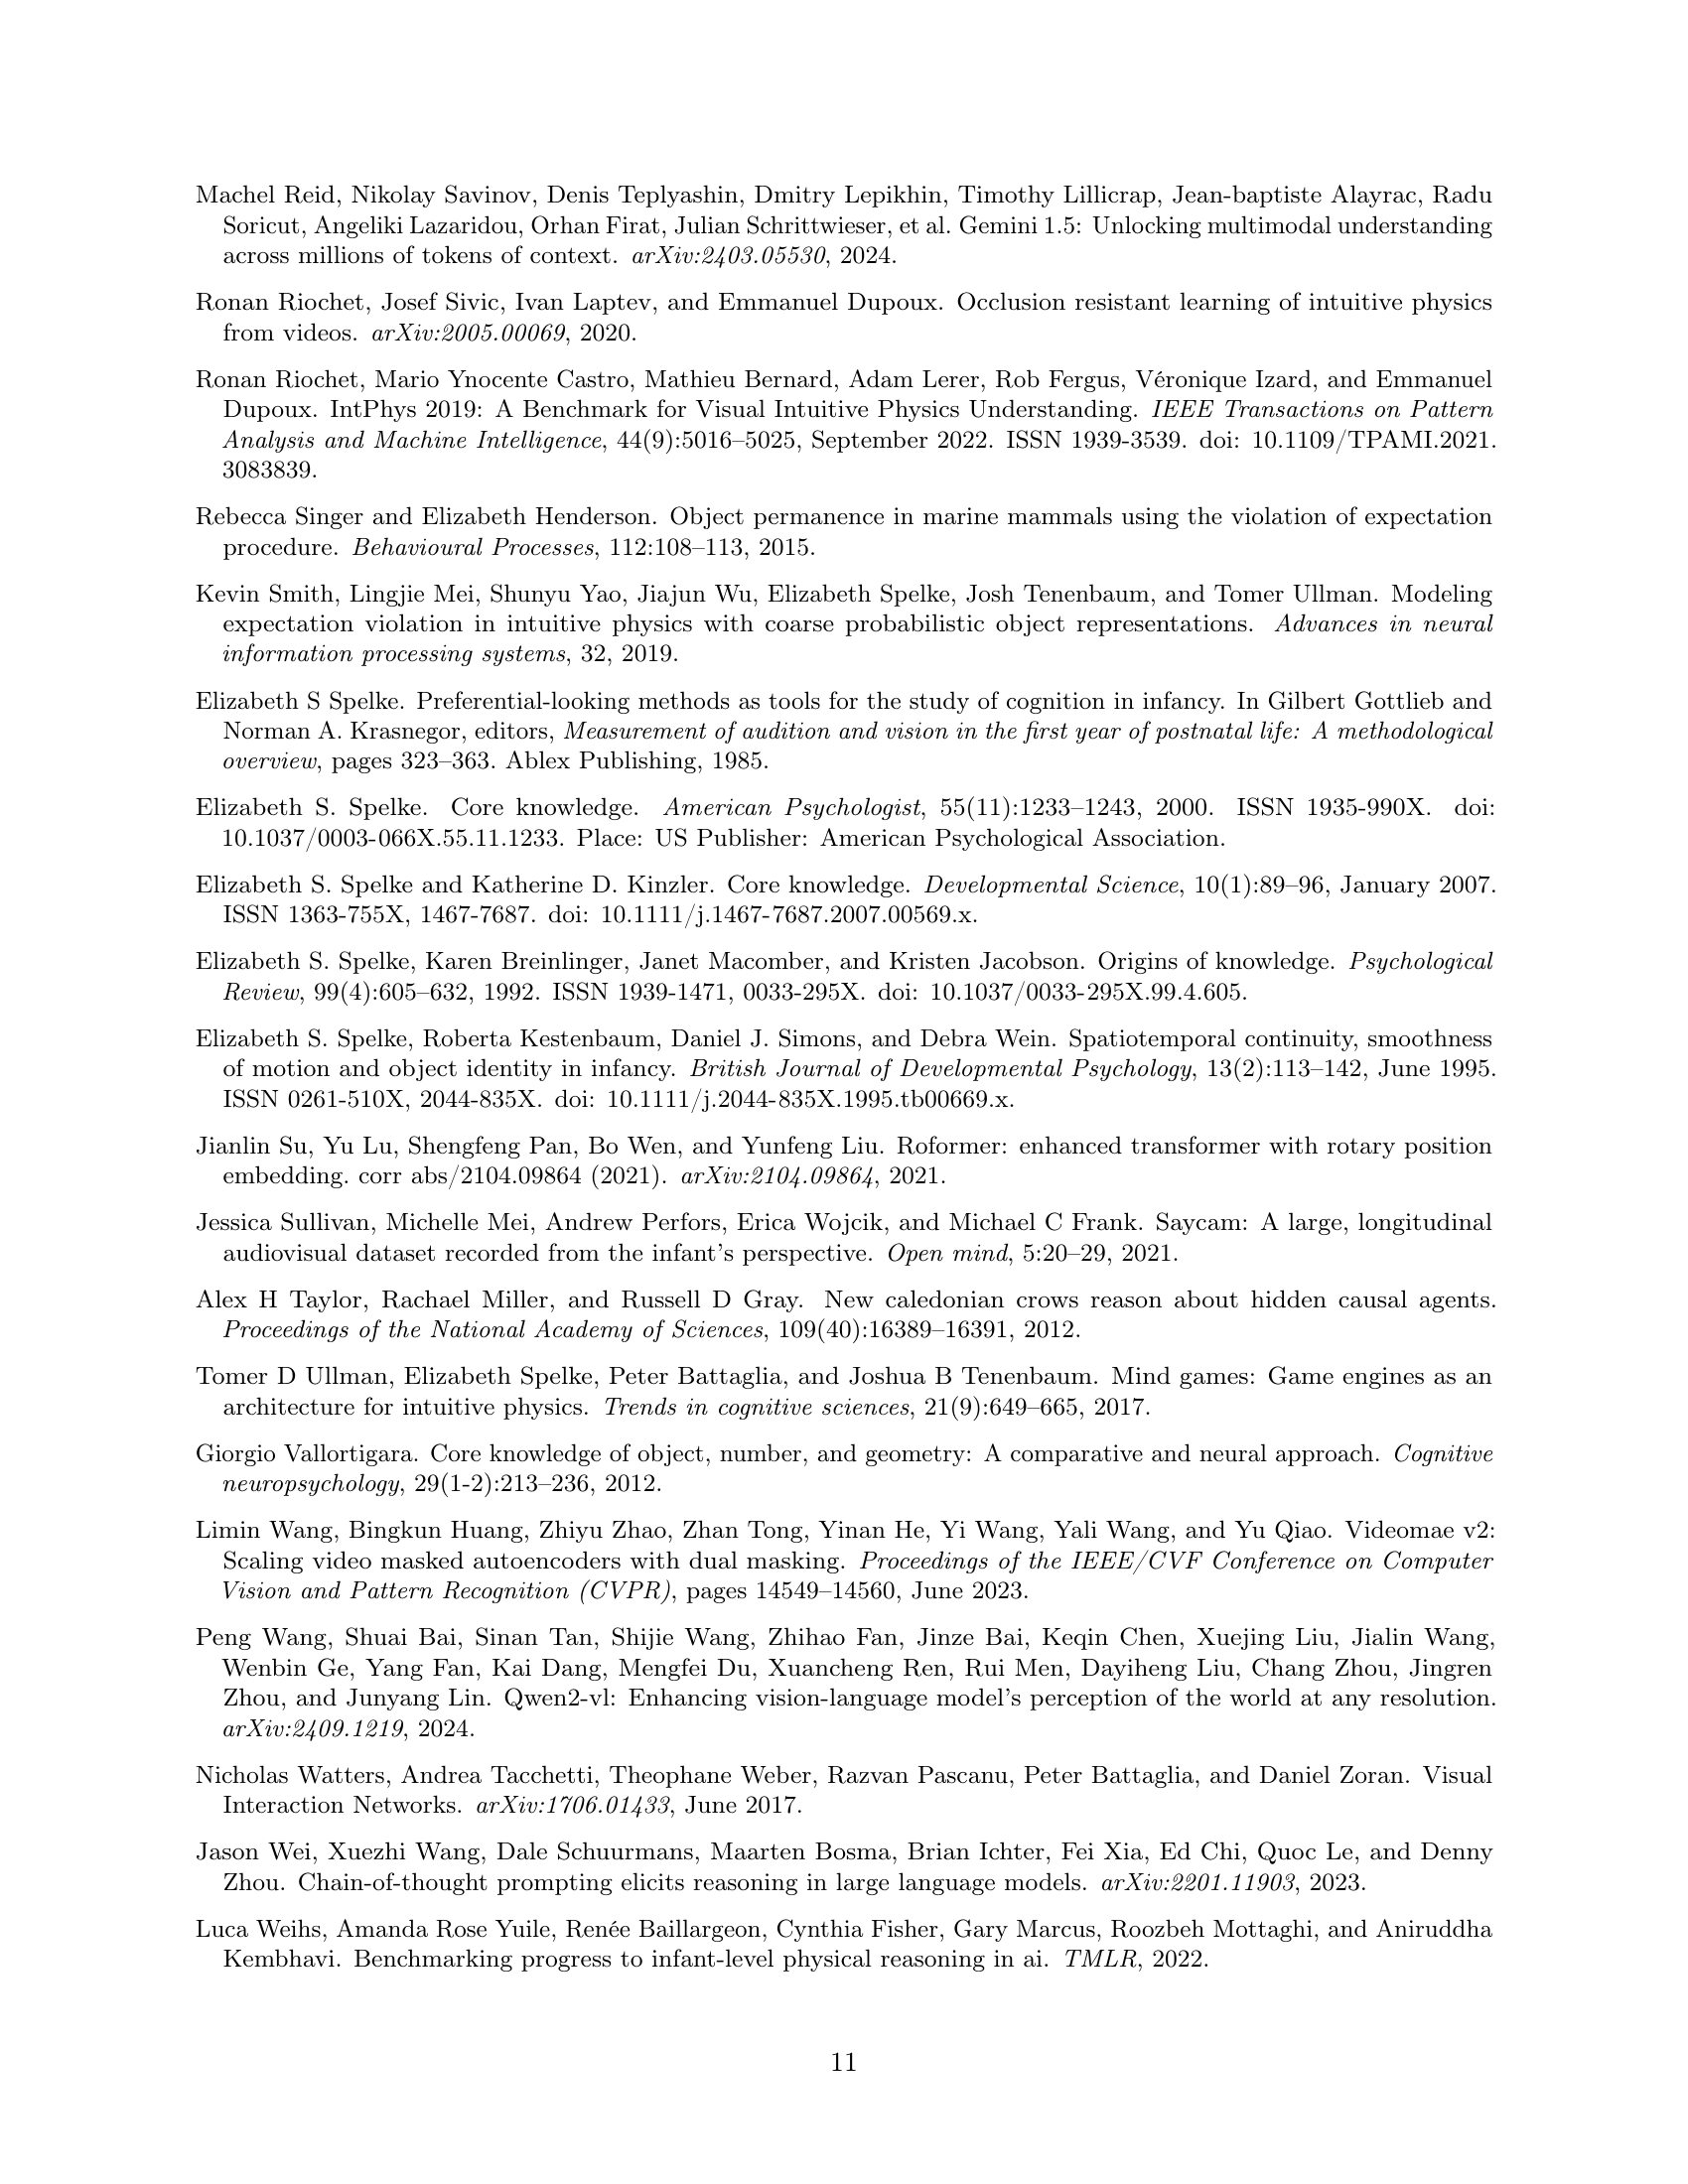 Machel Reid, Nikolay Savinov, Denis Teplyashin, Dmitry Lepikhin, Timothy Lillicrap, Jean-baptiste Alayrac, Radu
Soricut, Angeliki Lazaridou, Orhan Firat, Julian Schrittwieser, et al. Gemini 1.5: Unlocking multimodal understanding
across millions of tokens of context. arXiv:2403.05530, 2024.
Ronan Riochet, Josef Sivic, Ivan Laptev, and Emmanuel Dupoux. Occlusion resistant learning of intuitive physics
from videos. arXiv:2005.00069, 2020.
Ronan Riochet, Mario Ynocente Castro, Mathieu Bernard, Adam Lerer, Rob Fergus, Véronique Izard, and Emmanuel
Dupoux. IntPhys 2019: A Benchmark for Visual Intuitive Physics Understanding. IEEE Transactions on Pattern
Analysis and Machine Intelligence, 44(9):5016–5025, September 2022. ISSN 1939-3539. doi: 10.1109/TPAMI.2021.
3083839.
Rebecca Singer and Elizabeth Henderson. Object permanence in marine mammals using the violation of expectation
procedure. Behavioural Processes, 112:108–113, 2015.
Kevin Smith, Lingjie Mei, Shunyu Yao, Jiajun Wu, Elizabeth Spelke, Josh Tenenbaum, and Tomer Ullman. Modeling
expectation violation in intuitive physics with coarse probabilistic object representations. Advances in neural
information processing systems, 32, 2019.
Elizabeth S Spelke. Preferential-looking methods as tools for the study of cognition in infancy. In Gilbert Gottlieb and
Norman A. Krasnegor, editors, Measurement of audition and vision in the first year of postnatal life: A methodological
overview, pages 323–363. Ablex Publishing, 1985.
Elizabeth S. Spelke. Core knowledge. American Psychologist, 55(11):1233–1243, 2000. ISSN 1935-990X. doi:
10.1037/0003-066X.55.11.1233. Place: US Publisher: American Psychological Association.
Elizabeth S. Spelke and Katherine D. Kinzler. Core knowledge. Developmental Science, 10(1):89–96, January 2007.
ISSN 1363-755X, 1467-7687. doi: 10.1111/j.1467-7687.2007.00569.x.
Elizabeth S. Spelke, Karen Breinlinger, Janet Macomber, and Kristen Jacobson. Origins of knowledge. Psychological
Review, 99(4):605–632, 1992. ISSN 1939-1471, 0033-295X. doi: 10.1037/0033-295X.99.4.605.
Elizabeth S. Spelke, Roberta Kestenbaum, Daniel J. Simons, and Debra Wein. Spatiotemporal continuity, smoothness
of motion and object identity in infancy. British Journal of Developmental Psychology, 13(2):113–142, June 1995.
ISSN 0261-510X, 2044-835X. doi: 10.1111/j.2044-835X.1995.tb00669.x.
Jianlin Su, Yu Lu, Shengfeng Pan, Bo Wen, and Yunfeng Liu. Roformer: enhanced transformer with rotary position
embedding. corr abs/2104.09864 (2021). arXiv:2104.09864, 2021.
Jessica Sullivan, Michelle Mei, Andrew Perfors, Erica Wojcik, and Michael C Frank. Saycam: A large, longitudinal
audiovisual dataset recorded from the infant's perspective. Open mind, 5:20–29, 2021.
Alex H Taylor, Rachael Miller, and Russell D Gray. New caledonian crows reason about hidden causal agents.
Proceedings of the National Academy of Sciences, 109(40):16389–16391, 2012.
Tomer D Ullman, Elizabeth Spelke, Peter Battaglia, and Joshua B Tenenbaum. Mind games: Game engines as an
architecture for intuitive physics. Trends in cognitive sciences, 21(9):649–665, 2017.
Giorgio Vallortigara. Core knowledge of object, number, and geometry: A comparative and neural approach. Cognitive
neuropsychology, 29(1-2):213–236, 2012.
Limin Wang, Bingkun Huang, Zhiyu Zhao, Zhan Tong, Yinan He, Yi Wang, Yali Wang, and Yu Qiao. Videomae v2:
Scaling video masked autoencoders with dual masking. Proceedings of the IEEE/CVF Conference on Computer
Vision and Pattern Recognition (CVPR), pages 14549–14560, June 2023.
Peng Wang, Shuai Bai, Sinan Tan, Shijie Wang, Zhihao Fan, Jinze Bai, Keqin Chen, Xuejing Liu, Jialin Wang,
Wenbin Ge, Yang Fan, Kai Dang, Mengfei Du, Xuancheng Ren, Rui Men, Dayiheng Liu, Chang Zhou, Jingren
Zhou, and Junyang Lin. Qwen2-vl: Enhancing vision-language model's perception of the world at any resolution.
arXiv:2409.1219, 2024.
Nicholas Watters, Andrea Tacchetti, Theophane Weber, Razvan Pascanu, Peter Battaglia, and Daniel Zoran. Visual
Interaction Networks. arXiv:1706.01433, June 2017.
Jason Wei, Xuezhi Wang, Dale Schuurmans, Maarten Bosma, Brian Ichter, Fei Xia, Ed Chi, Quoc Le, and Denny
Zhou. Chain-of-thought prompting elicits reasoning in large language models. arXiv:2201.11903, 2023.
Luca Weihs, Amanda Rose Yuile, Renée Baillargeon, Cynthia Fisher, Gary Marcus, Roozbeh Mottaghi, and Aniruddha
Kembhavi. Benchmarking progress to infant-level physical reasoning in ai. TMLR, 2022.
11